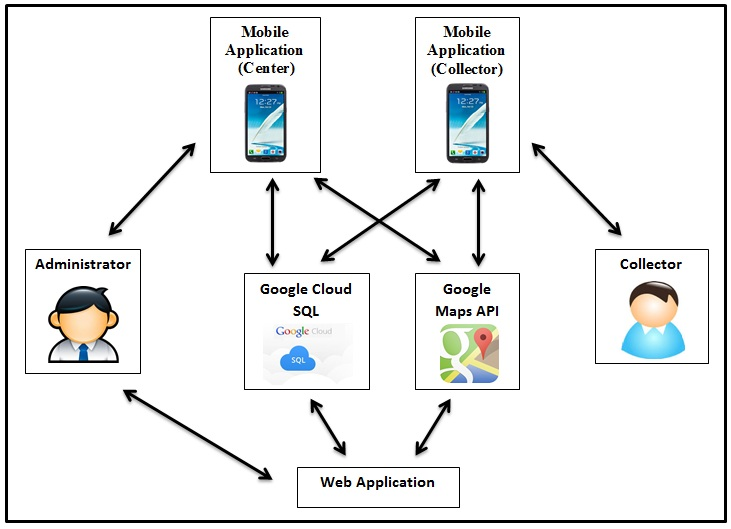 Mobile
Application
(Center)
12:27
Mobile
Application
(Collector)
12:27
Administrator
Google Cloud
SQL
Google Cloud
SQL
Google
Maps API
g
Collector
Web Application